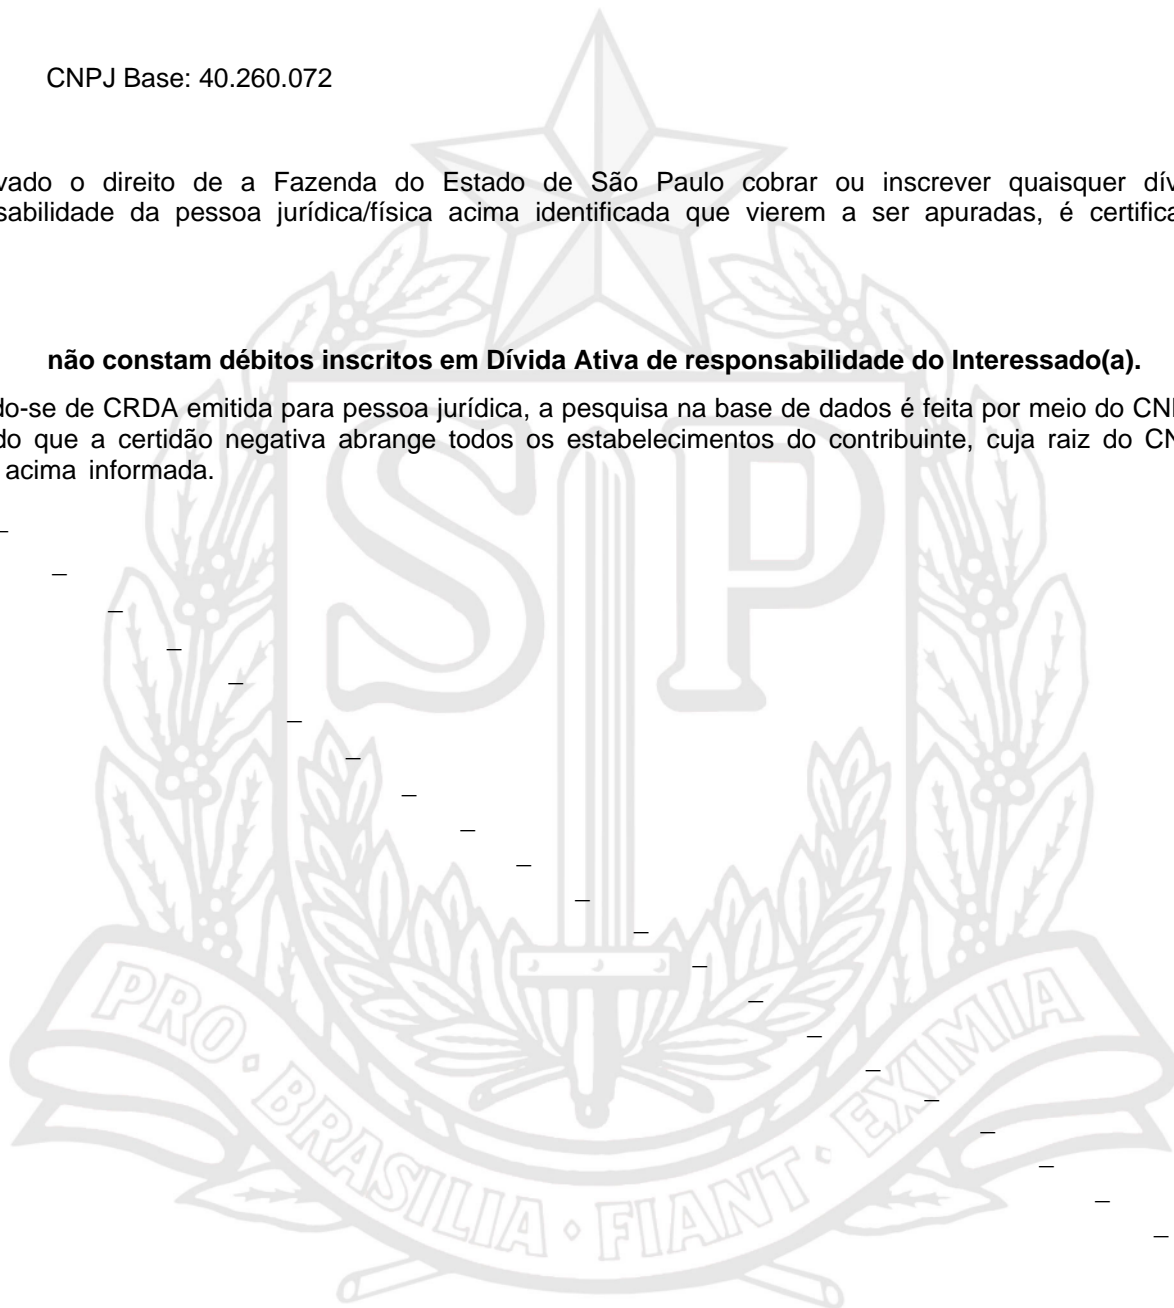 CNPJ Base: 40.260.072
vado o direito de a Fazenda do Estado de São Paulo cobrar ou inscrever quaisquer dív
sabilidade da pessoa jurídica/física acima identificada que vierem a ser apuradas, é certifica
não constam débitos inscritos em Dívida Ativa de responsabilidade do Interessado(a).
do-se de CRDA emitida para pessoa jurídica, a pesquisa na base de dados é feita por meio do CN
do que a certidão negativa abrange todos os estabelecimentos do contribuinte, cuja raiz do CN
acima informada.
SP
PRO • BRASILIA • FIANT • EXIMIA